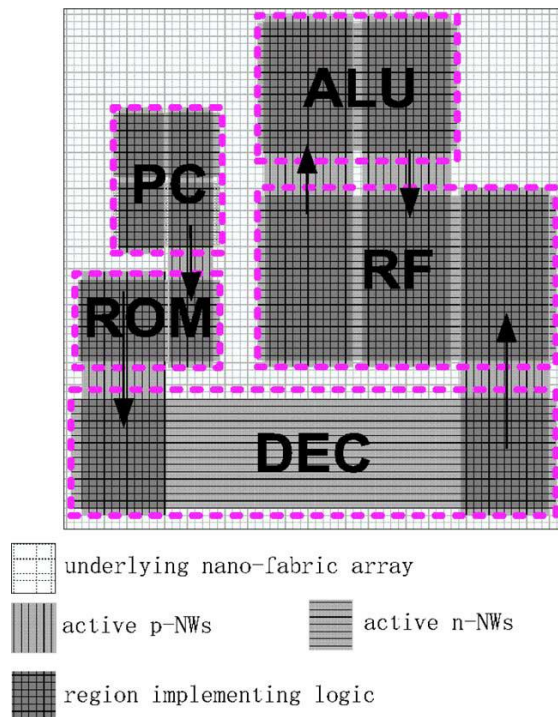 ALU
PC
RF
ROM
DEC
underlying nano-fabric array
active p-NWs
active n-NWs
region implementing logic